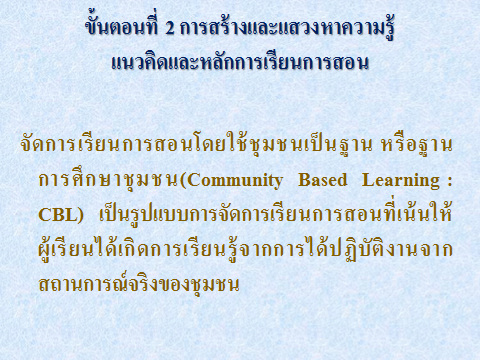 ขั้นตอนที่ 2 การสร้างและแสวงหาความรู้
แนวคิดและหลักการเรียนการสอน
จัดการเรียนการสอนโดยใช้ชุมชนเป็นฐาน หรือฐาน
การศึกษาชุมชน(Community Based Learning :
CBL) เป็นรูปแบบการจัดการเรียนการสอนที่เน้นให้
ผู้เรียนได้เกิดการเรียนรู้จากการได้ปฏิบัติงานจาก
สถานการณ์จริงของชุมชน